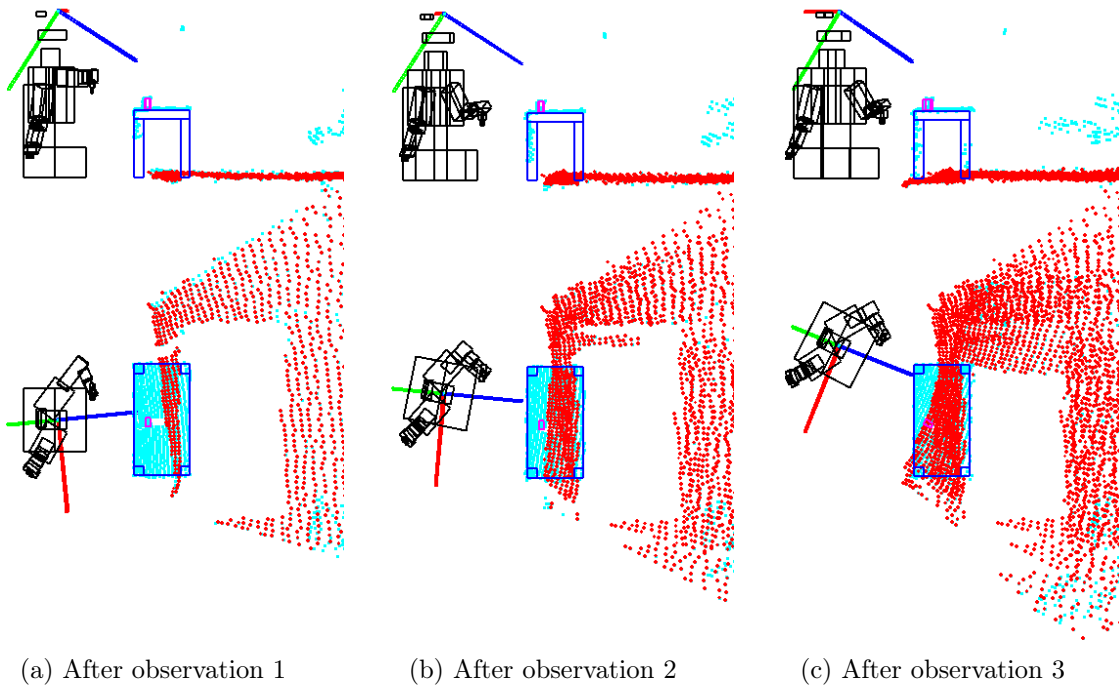 (a) After observation 1
(b) After observation 2
(c) After observation 3